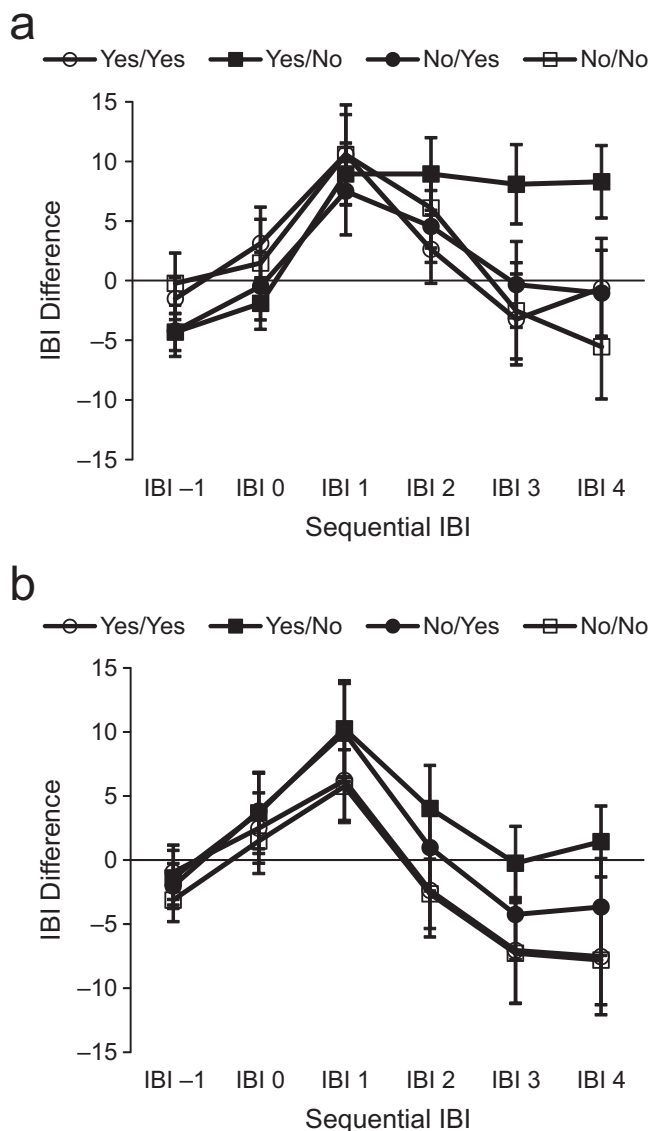 a
Yes/Yes Yes/No No/Yes No/No
15
10
5
0
–5
–10
–15
IBI Difference
IBI –1 IBI 0 IBI 1 IBI 2 IBI 3 IBI 4
Sequential IBI
b
Yes/Yes Yes/No No/Yes No/No
15
10
5
0
–5
–10
–15
IBI Difference
IBI –1 IBI 0 IBI 1 IBI 2 IBI 3 IBI 4
Sequential IBI